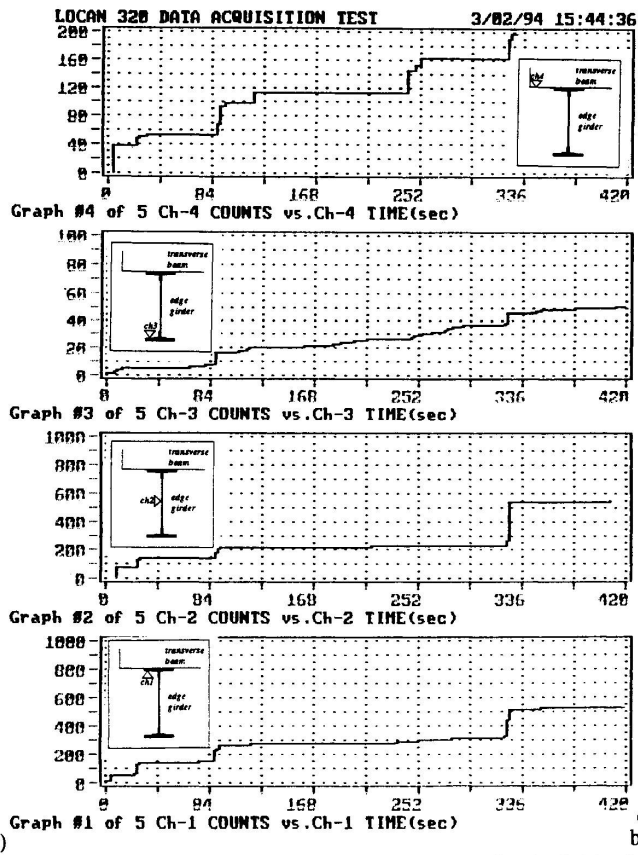 LOCAN 320 DATA ACQUISITION TEST 3/02/94 15:44:36
200
160
120
80
40
0
ch4
transverse
beam
edge
girder
0 84 168 252 336 420
Graph #4 of 5 Ch-4 COUNTS vs.Ch-4 TIME(sec)
100
80
60
40
20
0
transverse
beam
edge
girder
ch3
0 84 168 252 336 420
Graph #3 of 5 Ch-3 COUNTS vs.Ch-3 TIME(sec)
1000
800
600
400
200
0
transverse
beam
ch2
edge
girder
0 84 168 252 336 420
Graph #2 of 5 Ch-2 COUNTS vs.Ch-2 TIME(sec)
1000
800
600
400
200
0
transverse
beam
ch1
edge
girder
0 84 168 252 336 420
Graph #1 of 5 Ch-1 COUNTS vs.Ch-1 TIME(sec)
)
b